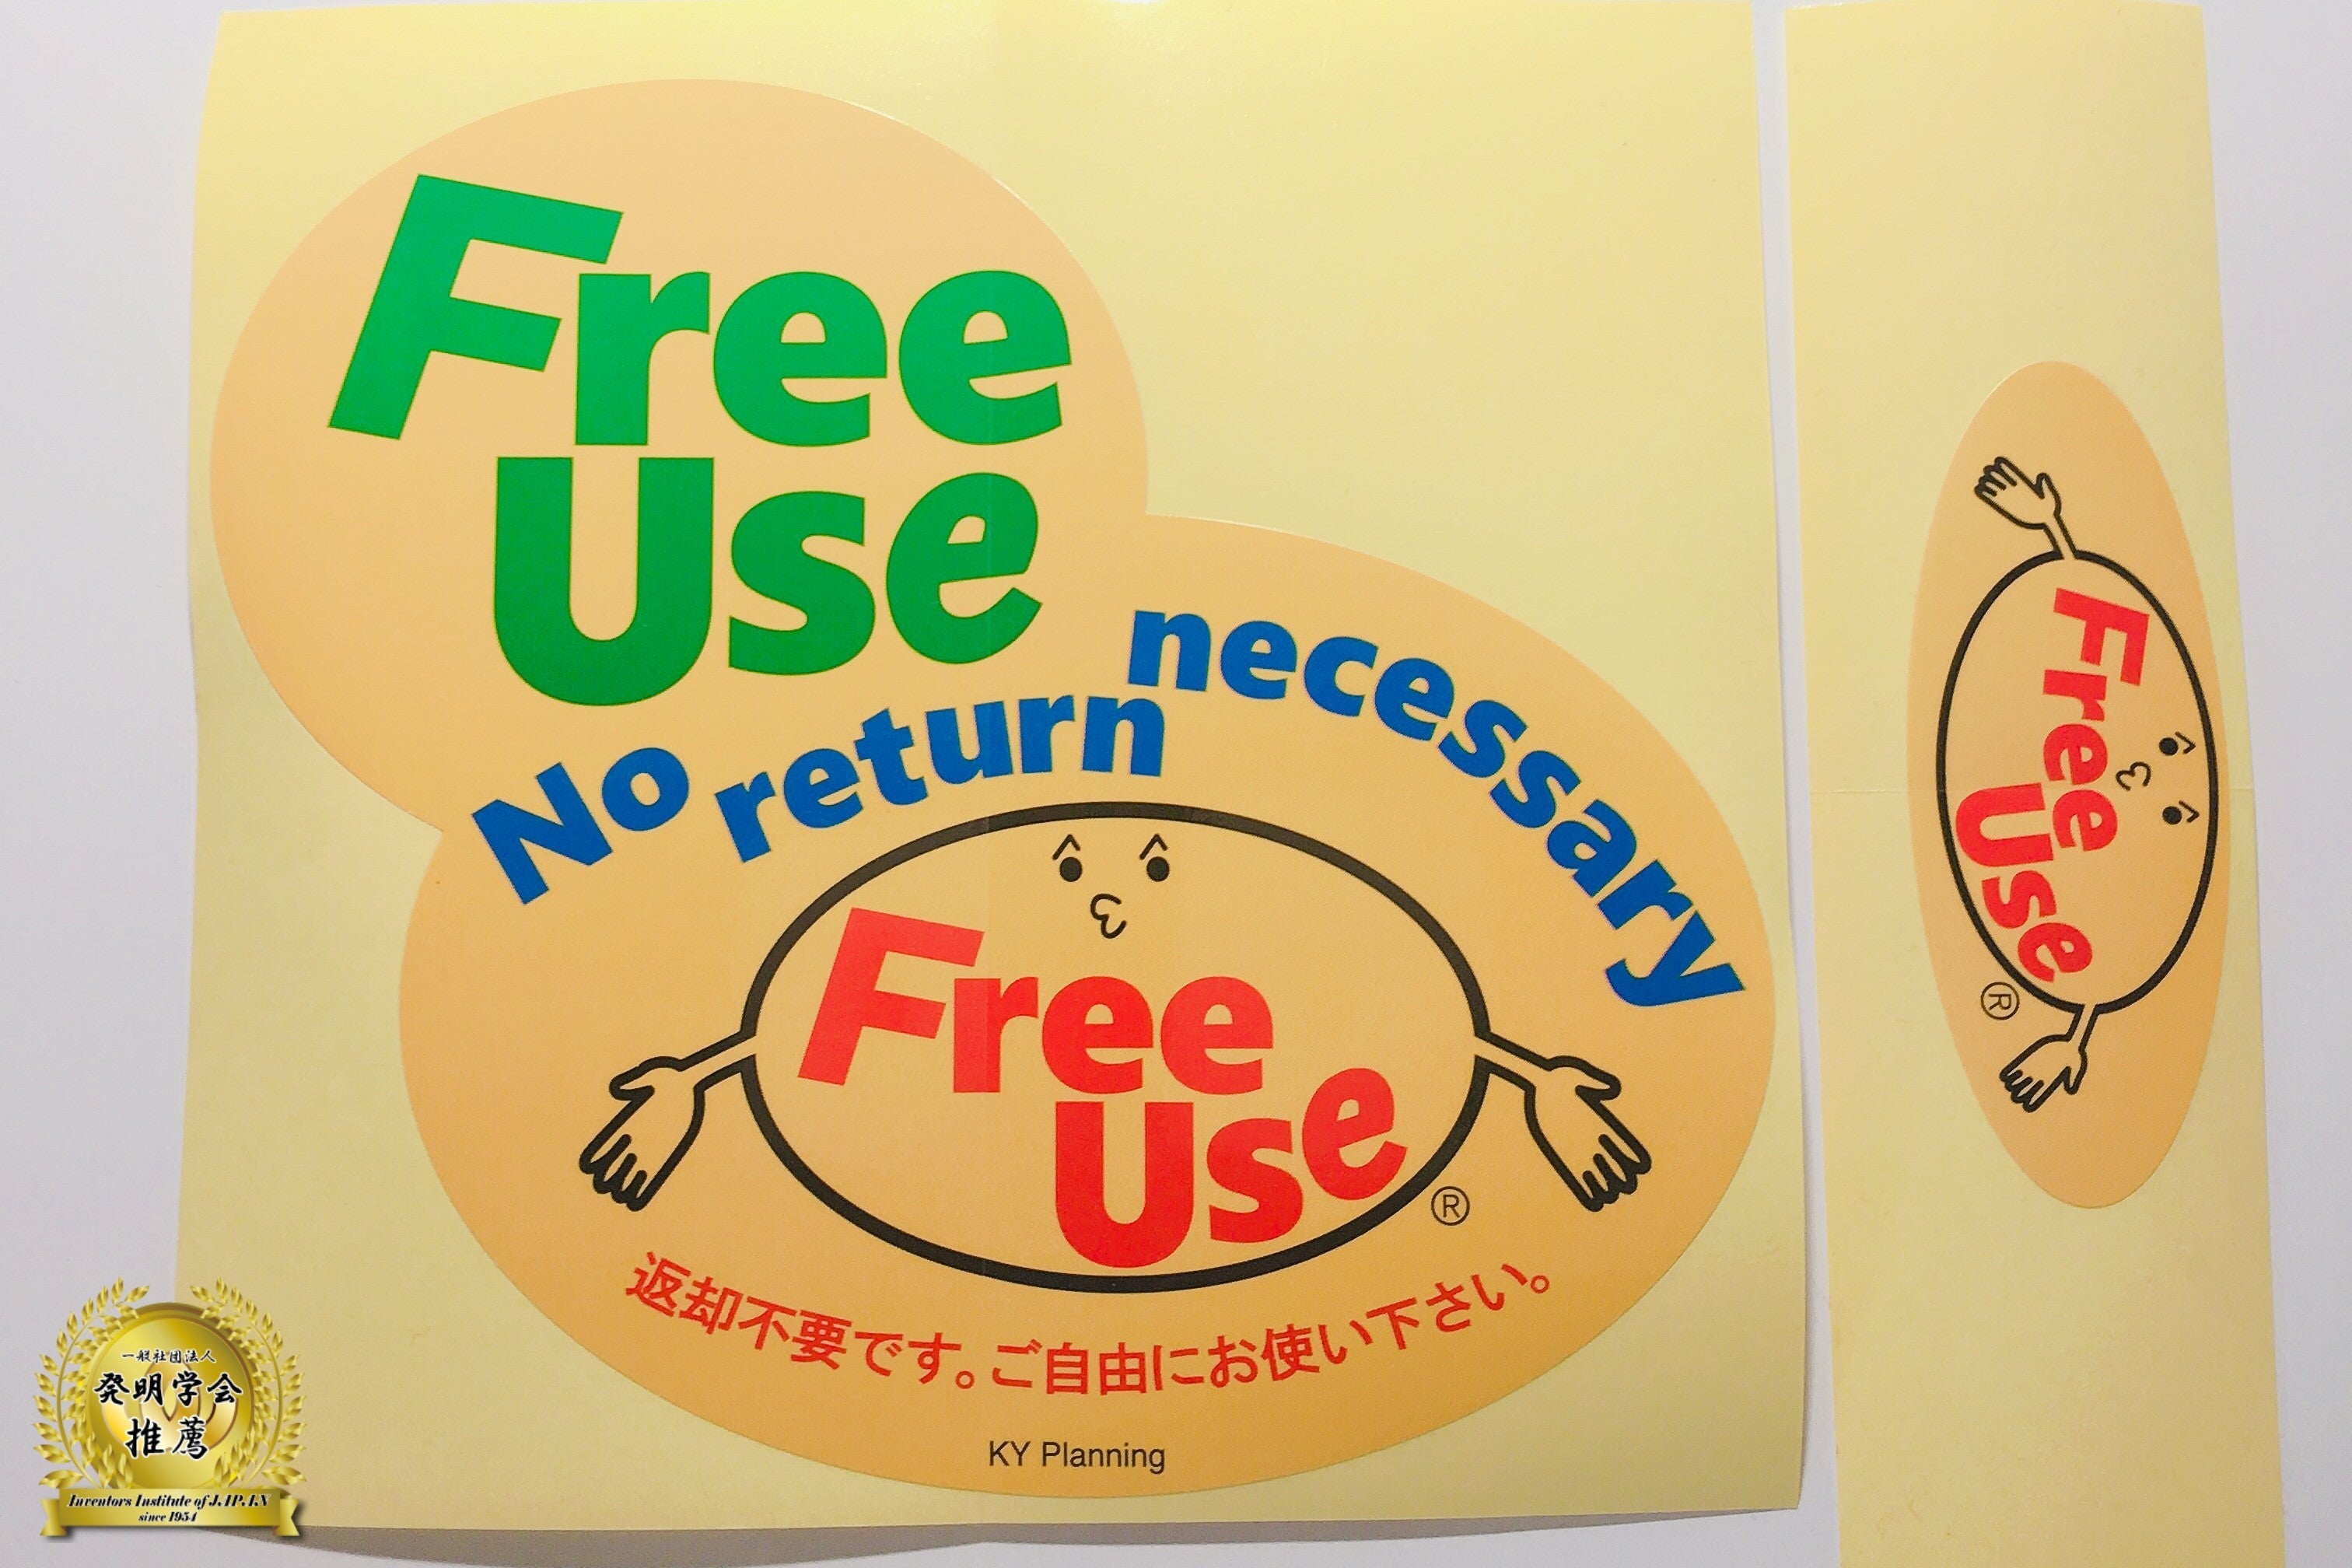 Free
Use
No return necessary
Free
Use
®
返却不要です。ご自由にお使い下さい。
KY Planning
Free
Use
®
一般社団法人
発明学会
推薦
Inventors Institute of JAPAN
since 1954